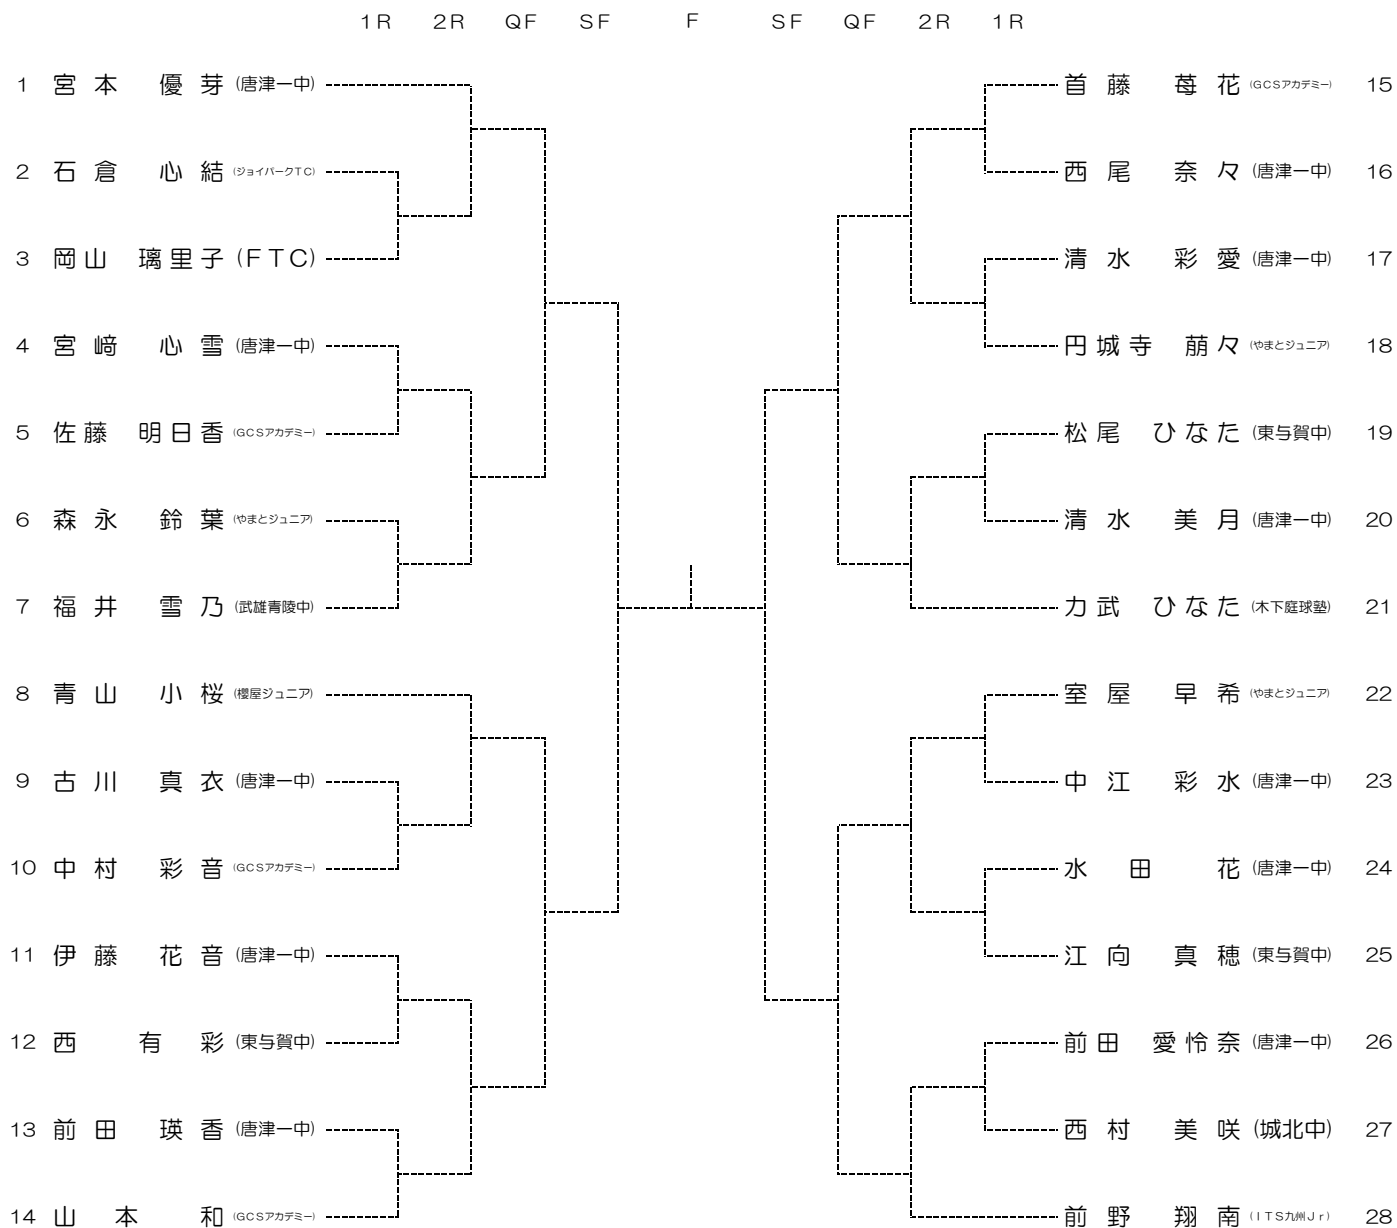 1R 2R QF SF F SF QF 2R 1R
1 宮本 優芽 (唐津一中)
2 石倉 心結 (ジョイパークTC)
3 岡山 璃里子 (FTC)
4 宮﨑 心雪 (唐津一中)
5 佐藤 明日香 (GCSアカデミー)
6 森永 鈴葉 (やまとジュニア)
7 福井 雪乃 (武雄青陵中)
8 青山 小桜 (櫻屋ジュニア)
9 古川 真衣 (唐津一中)
10 中村 彩音 (GCSアカデミー)
11 伊藤 花音 (唐津一中)
12 西 有彩 (東与賀中)
13 前田 瑛香 (唐津一中)
14 山本 和 (GCSアカデミー)
首藤 苺花 (GCSアカデミー) 15
西尾 奈々 (唐津一中) 16
清水 彩愛 (唐津一中) 17
円城寺 萠々 (やまとジュニア) 18
松尾 ひなた (東与賀中) 19
清水 美月 (唐津一中) 20
力武 ひなた (木下庭球塾) 21
室屋 早希 (やまとジュニア) 22
中江 彩水 (唐津一中) 23
水田 花 (唐津一中) 24
江向 真穂 (東与賀中) 25
前田 愛怜奈 (唐津一中) 26
西村 美咲 (城北中) 27
前野 翔南 (ITS九州Jr) 28